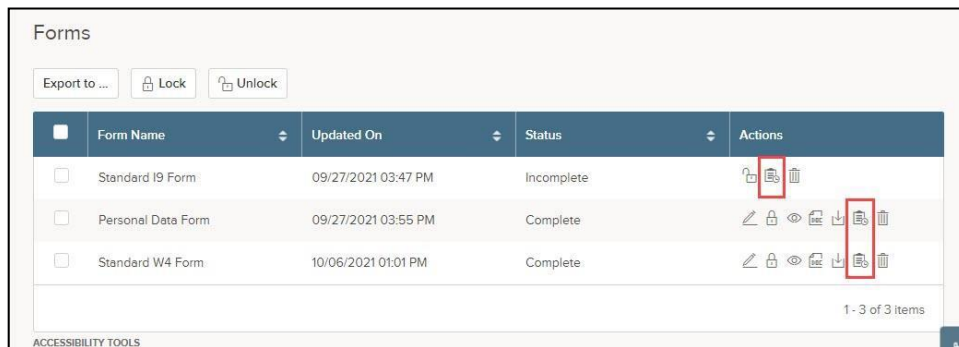 Forms
Export to ... Lock Unlock
Form Name Updated On Status Actions
Standard I9 Form 09/27/2021 03:47 PM Incomplete
Personal Data Form 09/27/2021 03:55 PM Complete
Standard W4 Form 10/06/2021 01:01 PM Complete
1 - 3 of 3 items
ACCESSIBILITY TOOLS